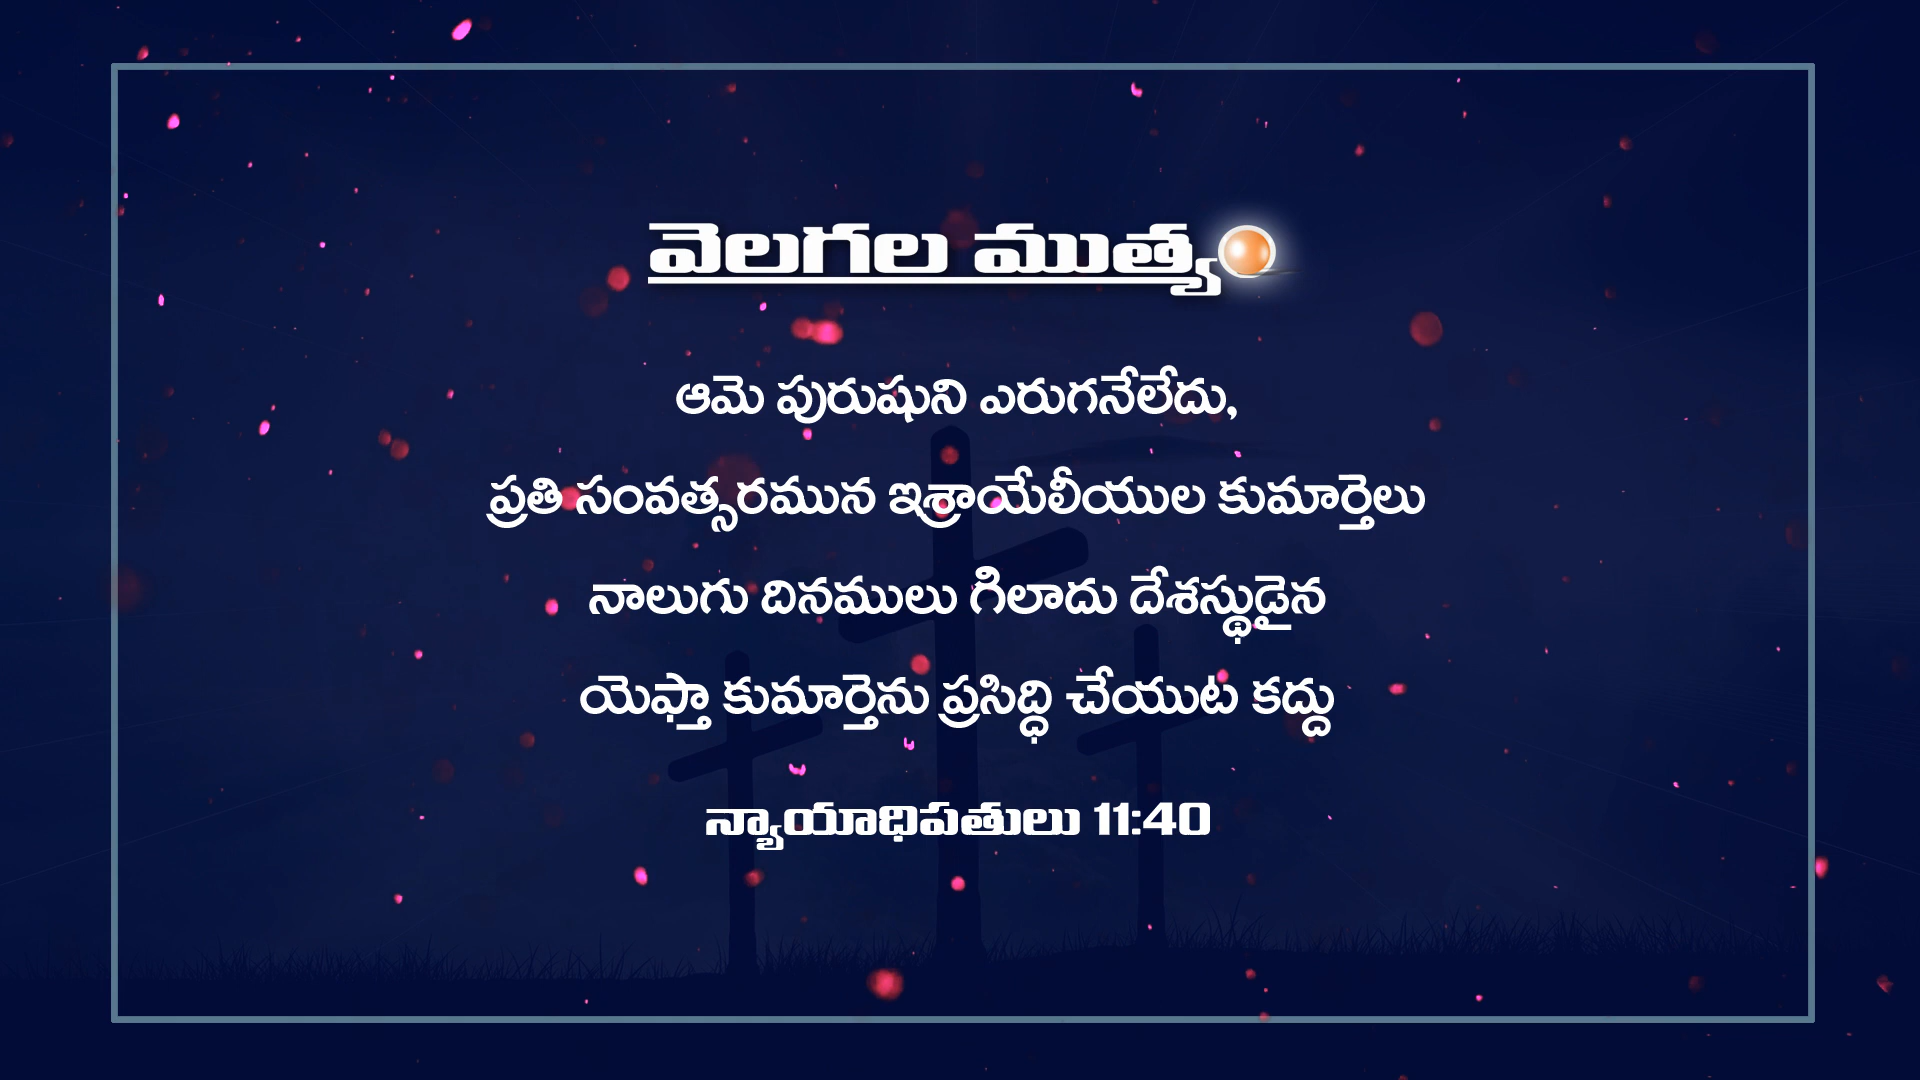 వెలగల ముత్యం
ఆమె పురుషుని ఎరుగనేలేదు,
ప్రతి సంవత్సరమున ఇశ్రాయేలీయుల కుమార్తెలు
నాలుగు దినములు గిలాదు దేశస్థుడైన
యెఫ్తా కుమార్తెను ప్రసిద్ధి చేయుట కద్దు
న్యాయాధిపతులు 11:40